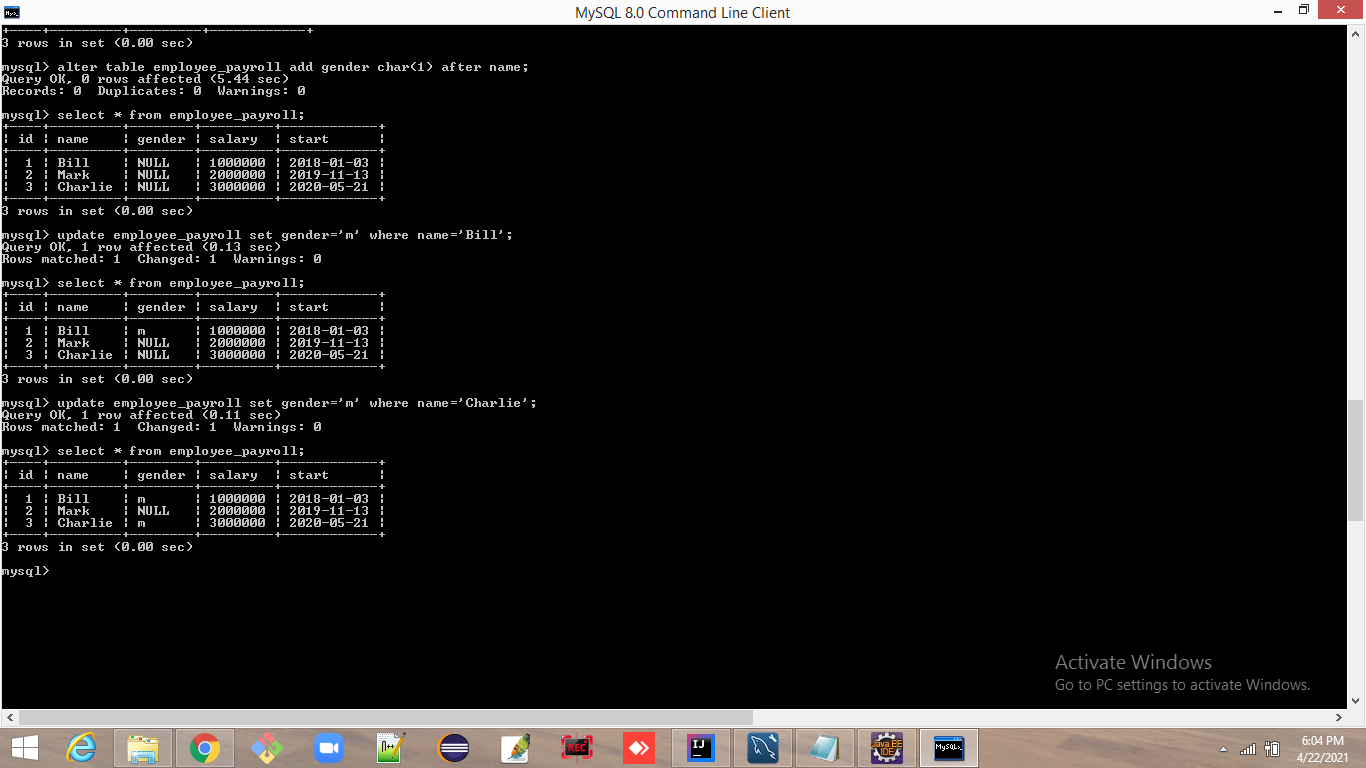 MySQL 8.0 Command Line Client
+----+---------+---------+------------+
3 rows in set (0.00 sec)
mysql> alter table employee_payroll add gender char(1) after name;
Query OK, 0 rows affected (5.44 sec)
Records: 0  Duplicates: 0  Warnings: 0
mysql> select * from employee_payroll;
+----+---------+--------+---------+------------+
| id | name    | gender | salary  | start      |
+----+---------+--------+---------+------------+
|  1 | Bill    | NULL   | 1000000 | 2018-01-03 |
|  2 | Mark    | NULL   | 2000000 | 2019-11-13 |
|  3 | Charlie | NULL   | 3000000 | 2020-05-21 |
+----+---------+--------+---------+------------+
3 rows in set (0.00 sec)
mysql> update employee_payroll set gender='m' where name='Bill';
Query OK, 1 row affected (0.13 sec)
Rows matched: 1  Changed: 1  Warnings: 0
mysql> select * from employee_payroll;
+----+---------+--------+---------+------------+
| id | name    | gender | salary  | start      |
+----+---------+--------+---------+------------+
|  1 | Bill    | m      | 1000000 | 2018-01-03 |
|  2 | Mark    | NULL   | 2000000 | 2019-11-13 |
|  3 | Charlie | NULL   | 3000000 | 2020-05-21 |
+----+---------+--------+---------+------------+
3 rows in set (0.00 sec)
mysql> update employee_payroll set gender='m' where name='Charlie';
Query OK, 1 row affected (0.11 sec)
Rows matched: 1  Changed: 1  Warnings: 0
mysql> select * from employee_payroll;
+----+---------+--------+---------+------------+
| id | name    | gender | salary  | start      |
+----+---------+--------+---------+------------+
|  1 | Bill    | m      | 1000000 | 2018-01-03 |
|  2 | Mark    | NULL   | 2000000 | 2019-11-13 |
|  3 | Charlie | m      | 3000000 | 2020-05-21 |
+----+---------+--------+---------+------------+
3 rows in set (0.00 sec)
mysql>
Activate Windows
Go to PC settings to activate Windows.
REC
IJ
Java EE
IDE
MySQL
6:04 PM
4/22/2021